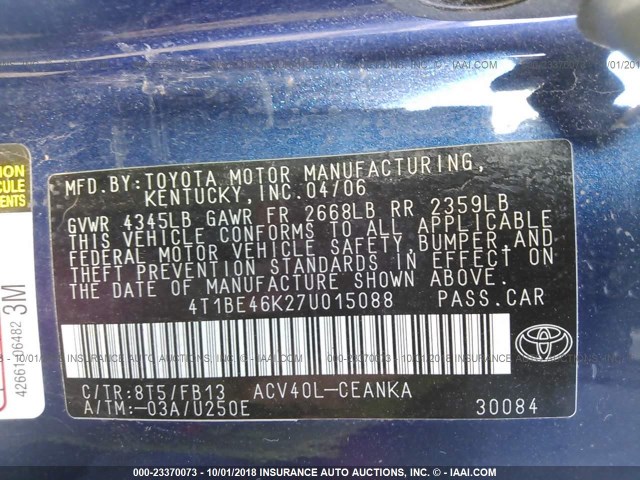 MFD.BY:TOYOTA MOTOR MANUFACTURING,
KENTUCKY,INC.04/06
GVWR 4345LB GAWR FR 2668LB RR 2359LB
THIS VEHICLE CONFORMS TO ALL APPLICABLE
FEDERAL MOTOR VEHICLE SAFETY,BUMPER,AND
THEFT PREVENTION STANDARDS IN EFFECT ON
THE DATE OF MANUFACTURE SHOWN ABOVE.
4T1BE46K27U015088 PASS.CAR
TOYOTA
C/TR:8T5/FB13 ACV40L-CEANKA
A/TM:-03A/U250E 30084
3M
000-23370073 - 10/01/2018 INSURANCE AUTO AUCTIONS - IAAI.COM